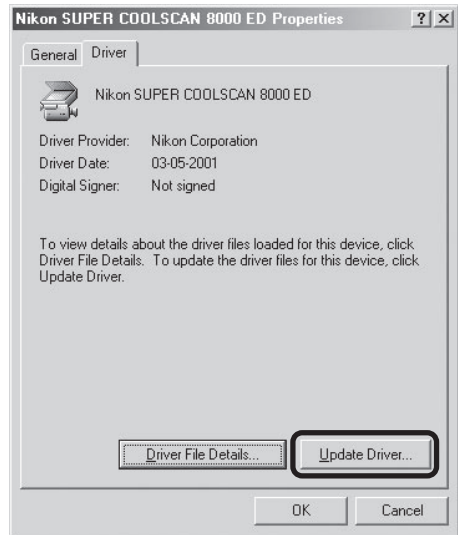 Nikon SUPER COOLSCAN 8000 ED Properties ? ×
General Driver
Nikon SUPER COOLSCAN 8000 ED
Driver Provider: Nikon Corporation
Driver Date: 03-05-2001
Digital Signer: Not signed
To view details about the driver files loaded for this device, click
Driver File Details. To update the driver files for this device, click
Update Driver.
Driver File Details... Update Driver...
OK Cancel